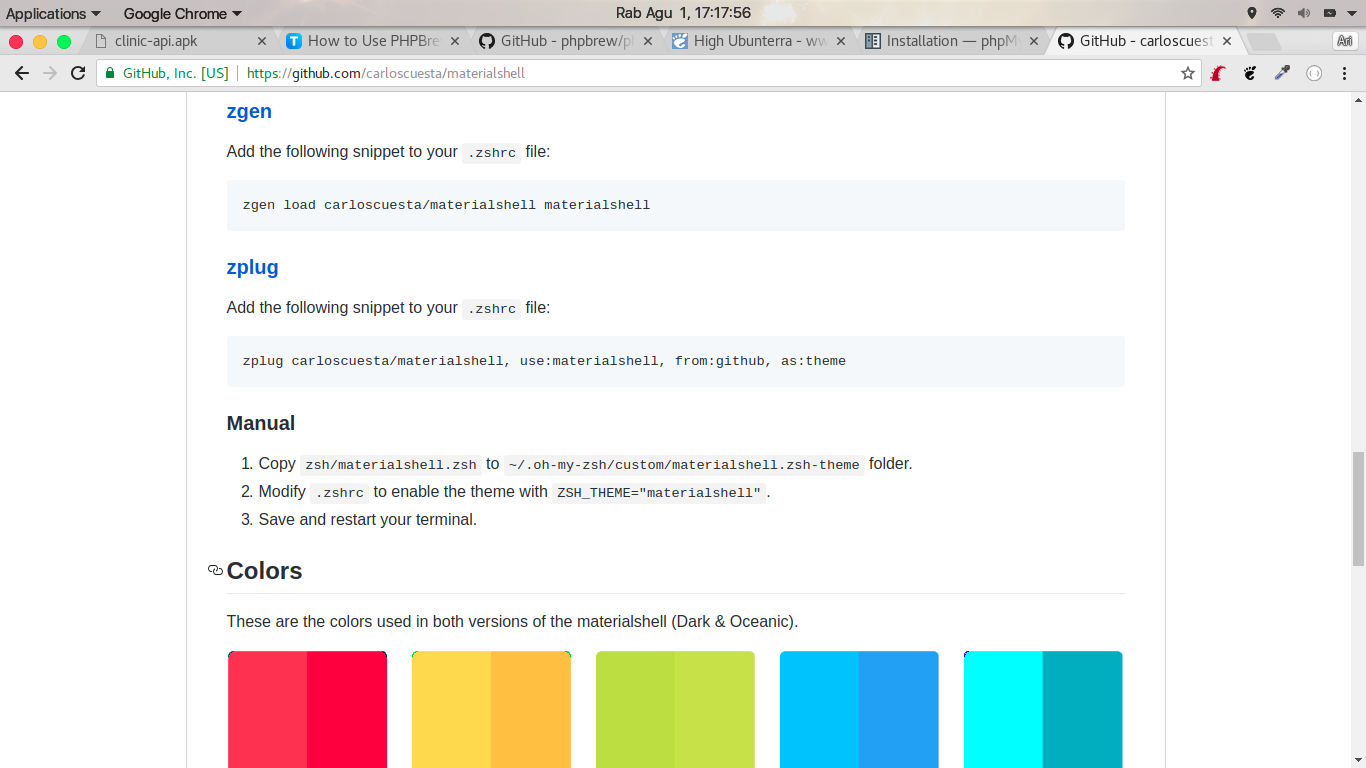 Applications
Google Chrome
Rab Agu 1, 17:17:56
clinic-api.apk
How to Use PHPBre
GitHub - phpbrew/ph
High Ubunterra - ww
Installation — phpMy
GitHub - carloscuest
Ari
GitHub, Inc. [US]
https://github.com/carloscuesta/materialshell
zgen
Add the following snippet to your .zshrc file:
zgen load carloscuesta/materialshell materialshell
zplug
Add the following snippet to your .zshrc file:
zplug carloscuesta/materialshell, use:materialshell, from:github, as:theme
Manual
1. Copy zsh/materialshell.zsh to ~/.oh-my-zsh/custom/materialshell.zsh-theme folder.
2. Modify .zshrc to enable the theme with ZSH_THEME="materialshell".
3. Save and restart your terminal.
Colors
These are the colors used in both versions of the materialshell (Dark & Oceanic).